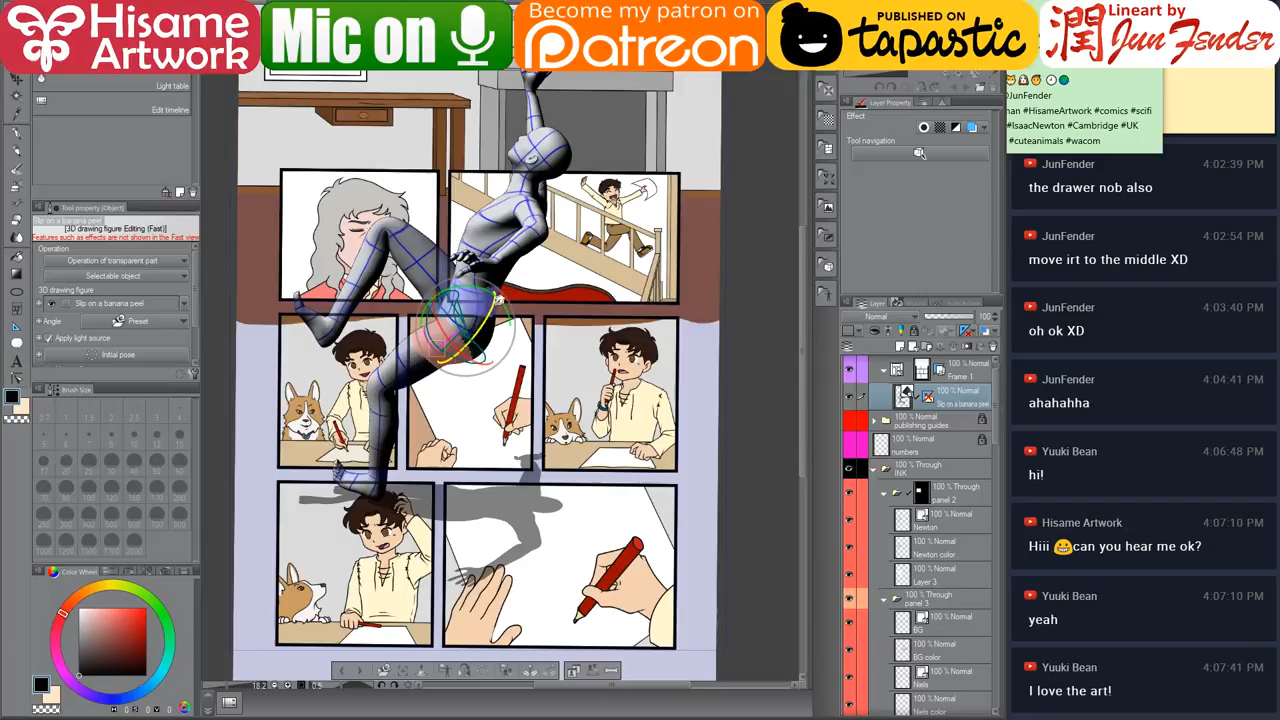 Hisame
Artwork
Mic on
Become my patron on
Patreon
PUBLISHED ON
tapastic
Lineart by
潤 JunFender
Light table
Edit timeline
Tool property [Object]
Slip on a banana peel
[3D drawing figure Editing (Fast)]
Features such as effects are not shown in the Fast view
Operation
Operation of transparent part
Selectable object
3D drawing figure
Slip on a banana peel
Angle
Preset
Apply light source
Initial pose
Brush Size
Color Wheel
18.2
0.5
Layer Property
Effect
Tool navigation
Layer
Normal
100
100 % Normal
Frame 1
100 % Normal
Slip on a banana peel
100 % Through
publishing guides
100 % Normal
numbers
100 % Through
INK
100 % Through
panel 2
100 % Normal
Newton
100 % Normal
Newton color
100 % Normal
Layer 3
100 % Through
panel 3
100 % Normal
BG
100 % Normal
BG color
100 % Normal
Niels
100 % Normal
Niels color
JunFender
man #HisameArtwork #comics #scifi
#IsaacNewton #Cambridge #UK
#cuteanimals #wacom
JunFender 4:02:39 PM
the drawer nob also
JunFender 4:02:54 PM
move irt to the middle XD
JunFender 4:03:40 PM
oh ok XD
JunFender 4:04:41 PM
ahahahha
Yuuki Bean 4:06:48 PM
hi!
Hisame Artwork 4:07:10 PM
Hiii 😀can you hear me ok?
Yuuki Bean 4:07:10 PM
yeah
Yuuki Bean 4:07:41 PM
I love the art!